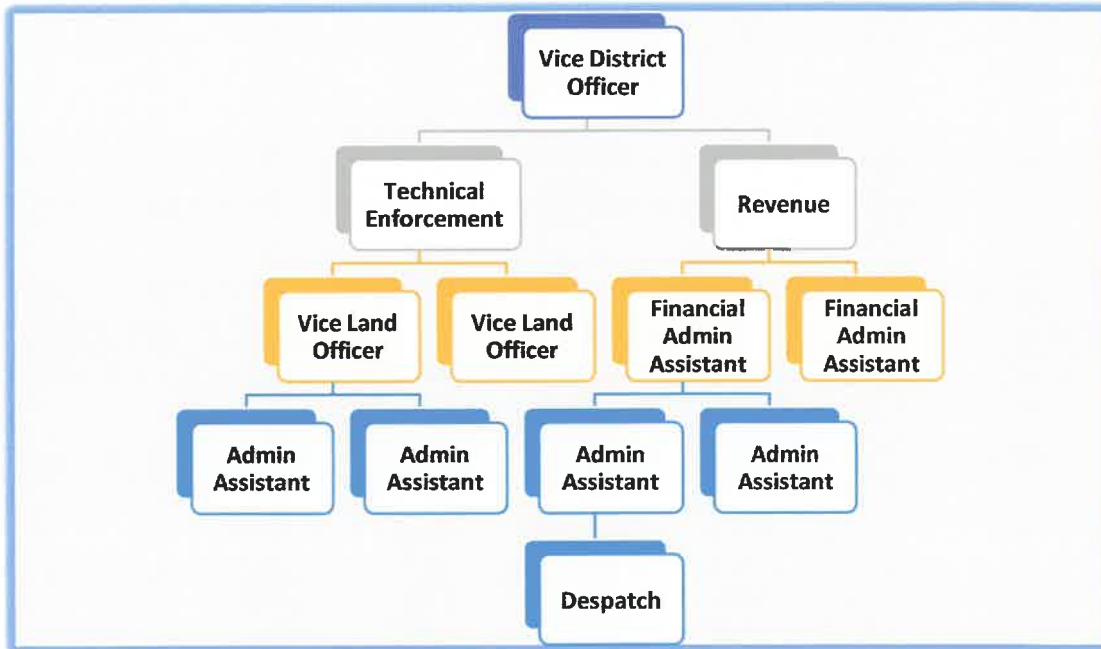 Vice District
Officer
Technical
Enforcement
Revenue
Vice Land
Officer
Vice Land
Officer
Financial
Admin
Assistant
Financial
Admin
Assistant
Admin
Assistant
Admin
Assistant
Admin
Assistant
Admin
Assistant
Despatch